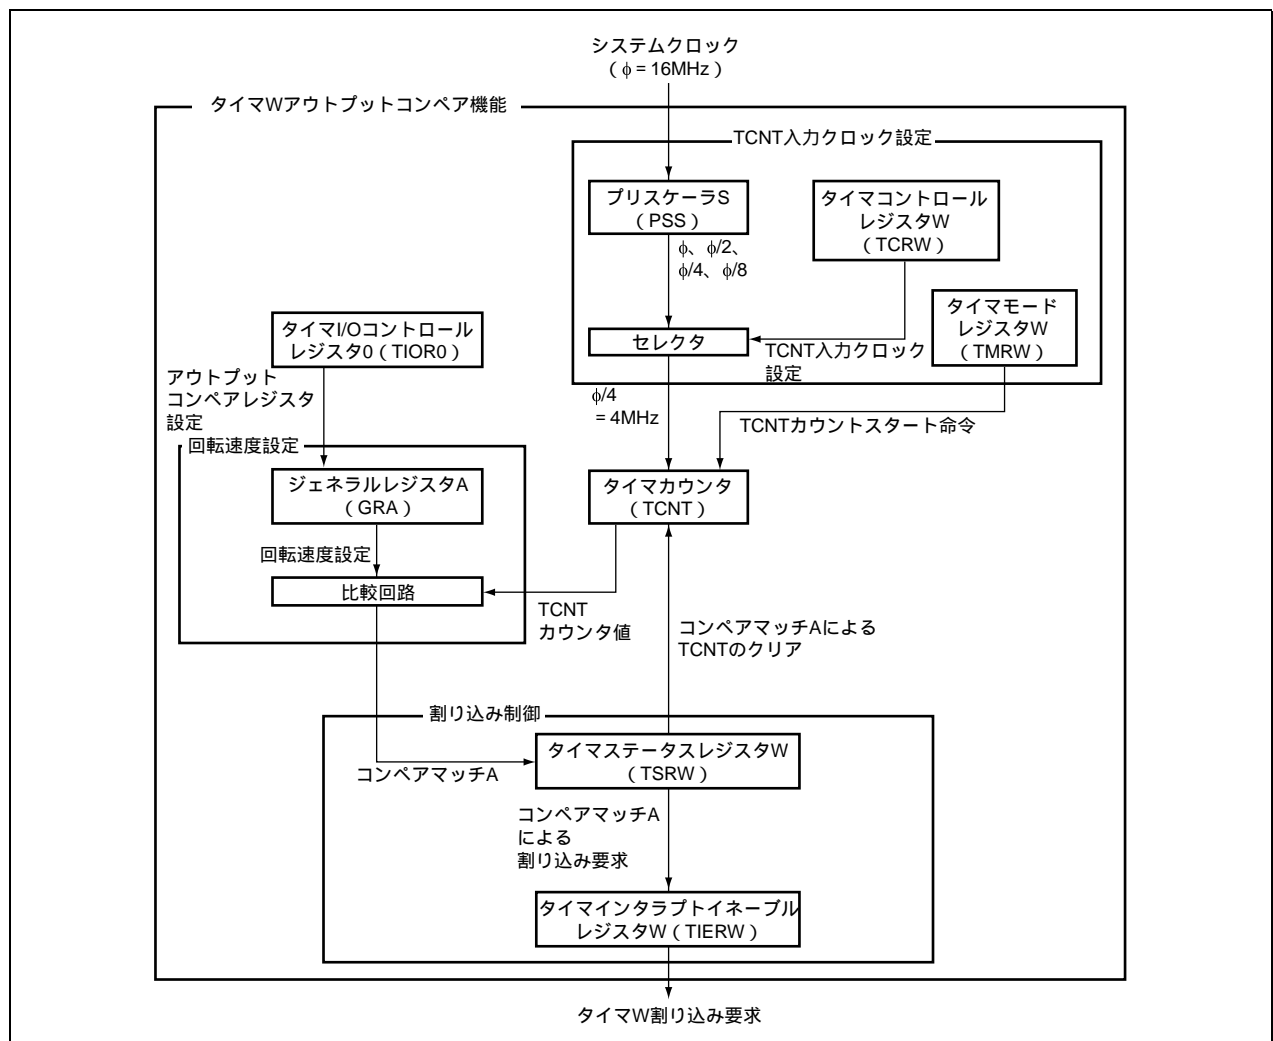 システムクロック
（φ = 16MHz）
タイマWアウトプットコンペア機能
TCNT入力クロック設定
プリスケーラS
（PSS）
タイマコントロール
レジスタW
（TCRW）
φ、φ/2、
φ/4、φ/8
タイマモード
レジスタW
（TMRW）
タイマI/Oコントロール
レジスタ0（TIOR0）
セレクタ
TCNT入力クロック
設定
アウトプット
コンペアレジスタ
設定
φ/4
= 4MHz
TCNTカウントスタート命令
回転速度設定
ジェネラルレジスタA
（GRA）
タイマカウンタ
（TCNT）
回転速度設定
比較回路
TCNT
カウンタ値
コンペアマッチAによる
TCNTのクリア
割り込み制御
タイマステータスレジスタW
（TSRW）
コンペアマッチA
コンペアマッチA
による
割り込み要求
タイマインタラプトイネーブル
レジスタW（TIERW）
タイマW割り込み要求